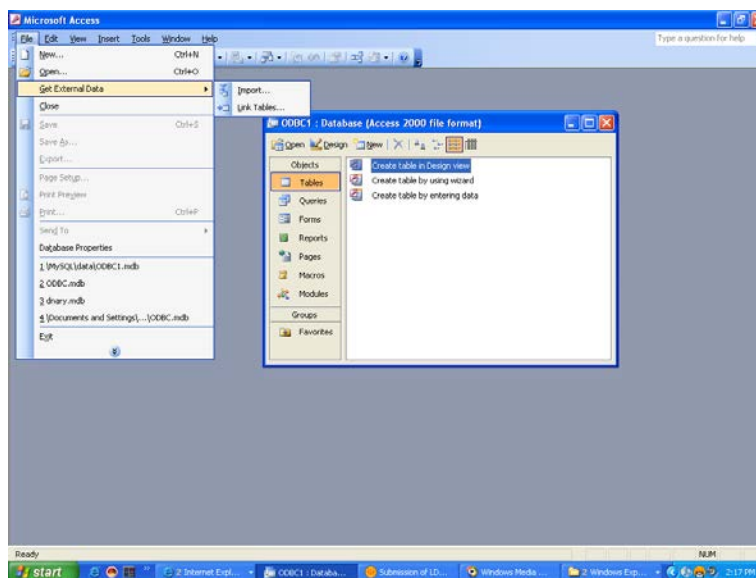 Microsoft Access
File Edit View Insert Tools Window Help
Type a question for help
New... Ctrl+N
Open... Ctrl+O
Get External Data
Import...
Link Tables...
Close
Save Ctrl+S
Save As...
Export...
Page Setup...
Print Preview
Print... Ctrl+P
Send To
Database Properties
1 \MySQL\data\ODBC1.mdb
2 ODBC.mdb
3 dnary.mdb
4 \Documents and Settings\...\ODBC.mdb
Exit
ODBC1 : Database (Access 2000 file format)
Open Design New
Objects
Tables
Queries
Forms
Reports
Pages
Macros
Modules
Groups
Favorites
Create table in Design view
Create table by using wizard
Create table by entering data
Ready
NUM
start
2 Internet Expl...
ODBC1 : Databa...
Submission of LD...
Windows Media ...
2 Windows Exp...
2:17 PM